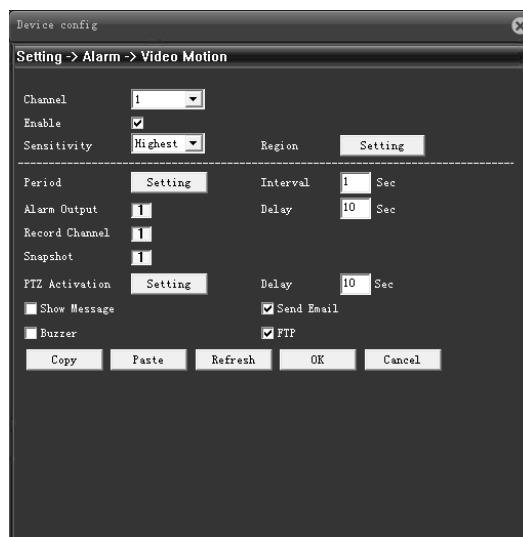 Device config
Setting -> Alarm -> Video Motion
Channel 1
Enable
Sensitivity Highest Region Setting
Period Setting Interval 1 Sec
Alarm Output 1 Delay 10 Sec
Record Channel 1
Snapshot 1
PTZ Activation Setting Delay 10 Sec
Show Message Send Email
Buzzer FTP
Copy Paste Refresh OK Cancel